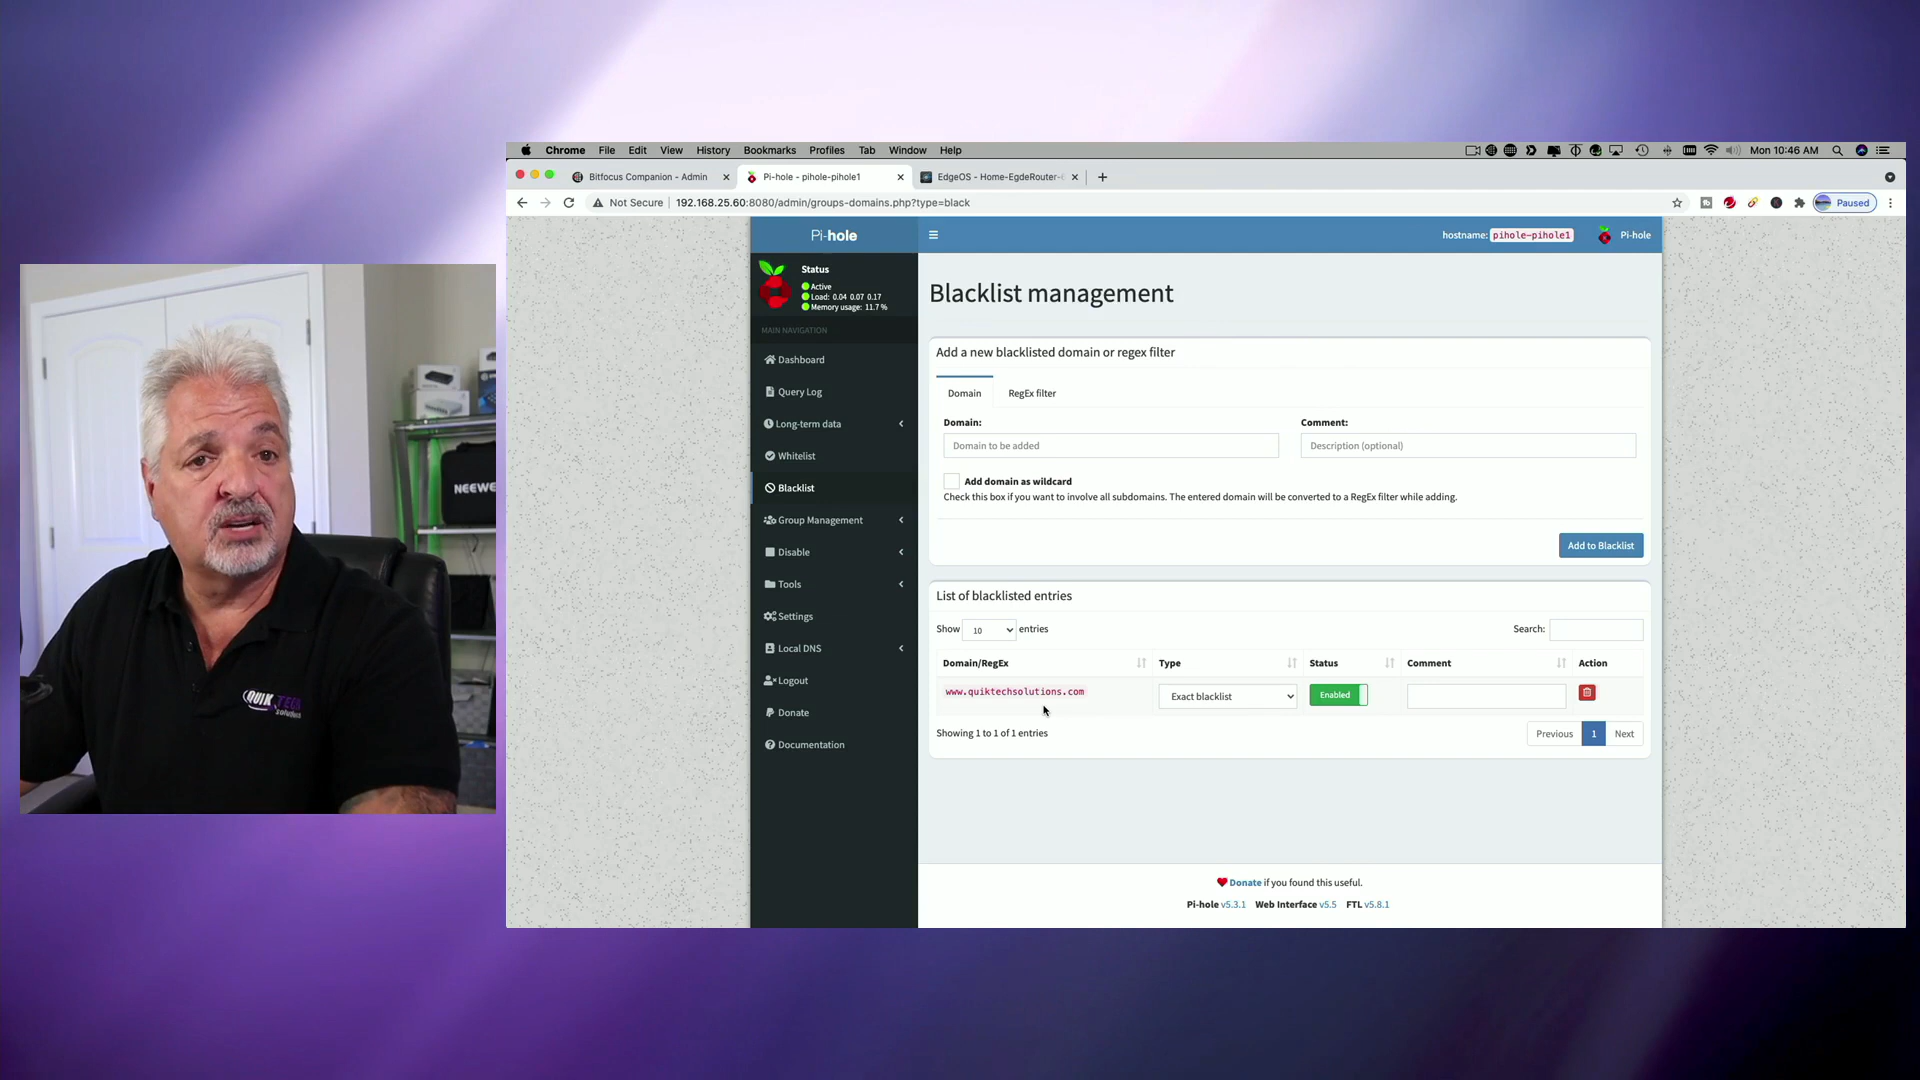 Chrome File Edit View History Bookmarks Profiles Tab Window Help
Mon 10:46 AM
Bitfocus Companion - Admin
Pi-hole - pihole-pihole1
EdgeOS - Home-EgdeRouter-
Not Secure 192.168.25.60:8080/admin/groups-domains.php?type=black
Paused
Pi-hole
hostname: pihole-pihole1
Pi-hole
Status
Active
Load: 0.04 0.07 0.17
Memory usage: 11.7 %
MAIN NAVIGATION
Dashboard
Query Log
Long-term data
Whitelist
Blacklist
Group Management
Disable
Tools
Settings
Local DNS
Logout
Donate
Documentation
Blacklist management
Add a new blacklisted domain or regex filter
Domain RegEx filter
Domain: Comment:
Domain to be added Description (optional)
Add domain as wildcard
Check this box if you want to involve all subdomains. The entered domain will be converted to a RegEx filter while adding.
Add to Blacklist
List of blacklisted entries
Show 10 entries Search:
Domain/RegEx Type Status Comment Action
www.quiktechsolutions.com Exact blacklist Enabled
Showing 1 to 1 of 1 entries Previous 1 Next
Donate if you found this useful.
Pi-hole v5.3.1 Web Interface v5.5 FTL v5.8.1
NEEWE
QUIK TECH
solutions